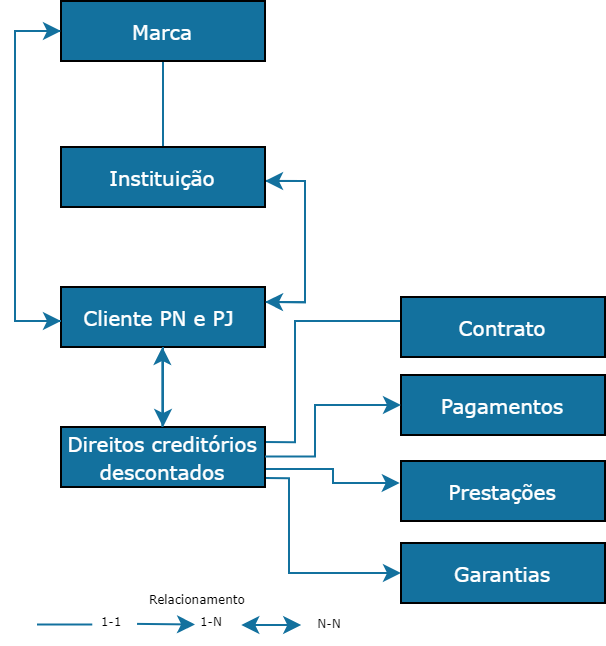 Marca
Instituição
Cliente PN e PJ
Contrato
Pagamentos
Direitos creditórios
descontados
Prestações
Garantias
Relacionamento
1-1
1-N
N-N